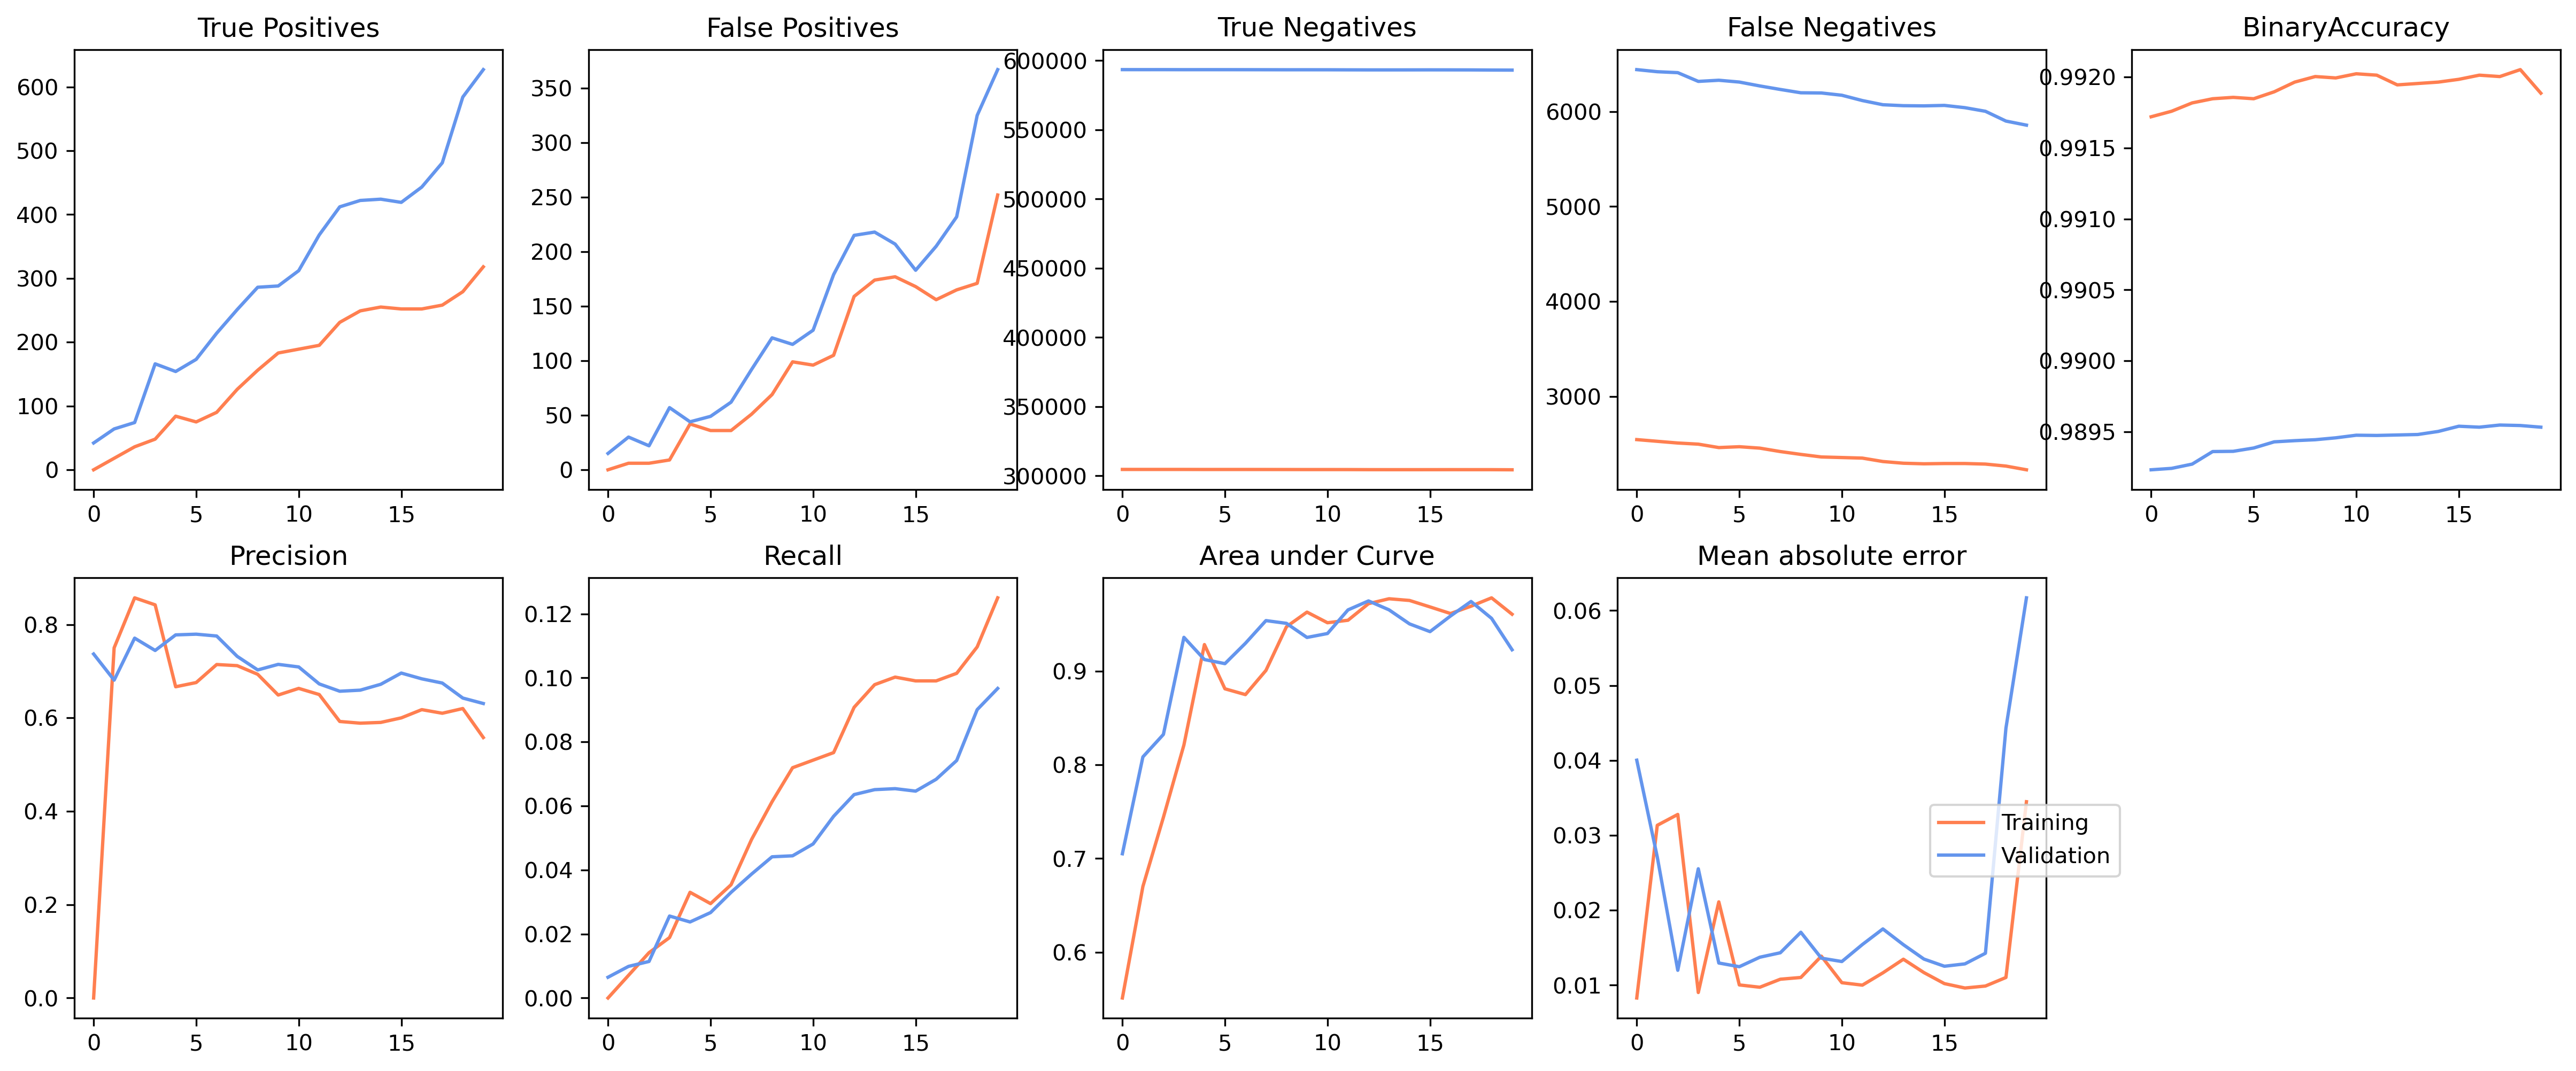 True Positives
600
500
400
300
200
100
0
0 5 10 15
False Positives
350
300
250
200
150
100
50
0
0 5 10 15
True Negatives
600000
550000
500000
450000
400000
350000
300000
0 5 10 15
False Negatives
6000
5000
4000
3000
0 5 10 15
BinaryAccuracy
0.9920
0.9915
0.9910
0.9905
0.9900
0.9895
0 5 10 15
Precision
0.8
0.6
0.4
0.2
0.0
0 5 10 15
Recall
0.12
0.10
0.08
0.06
0.04
0.02
0.00
0 5 10 15
Area under Curve
0.9
0.8
0.7
0.6
0 5 10 15
Mean absolute error
0.06
0.05
0.04
0.03
0.02
0.01
0 5 10 15
Training
Validation